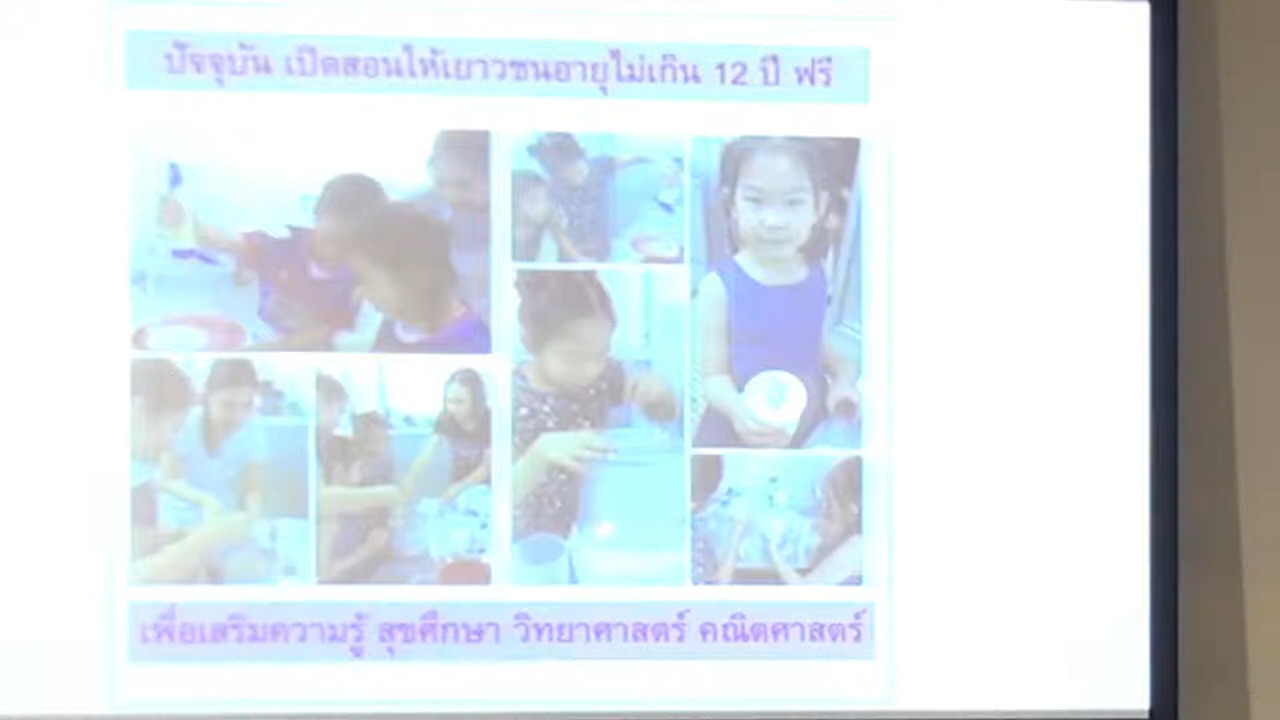 ปัจจุบัน เปิดสอนให้เยาวชนอายุไม่เกิน 12 ปี ฟรี
เพื่อเสริมความรู้ สุขศึกษา วิทยาศาสตร์ คณิตศาสตร์